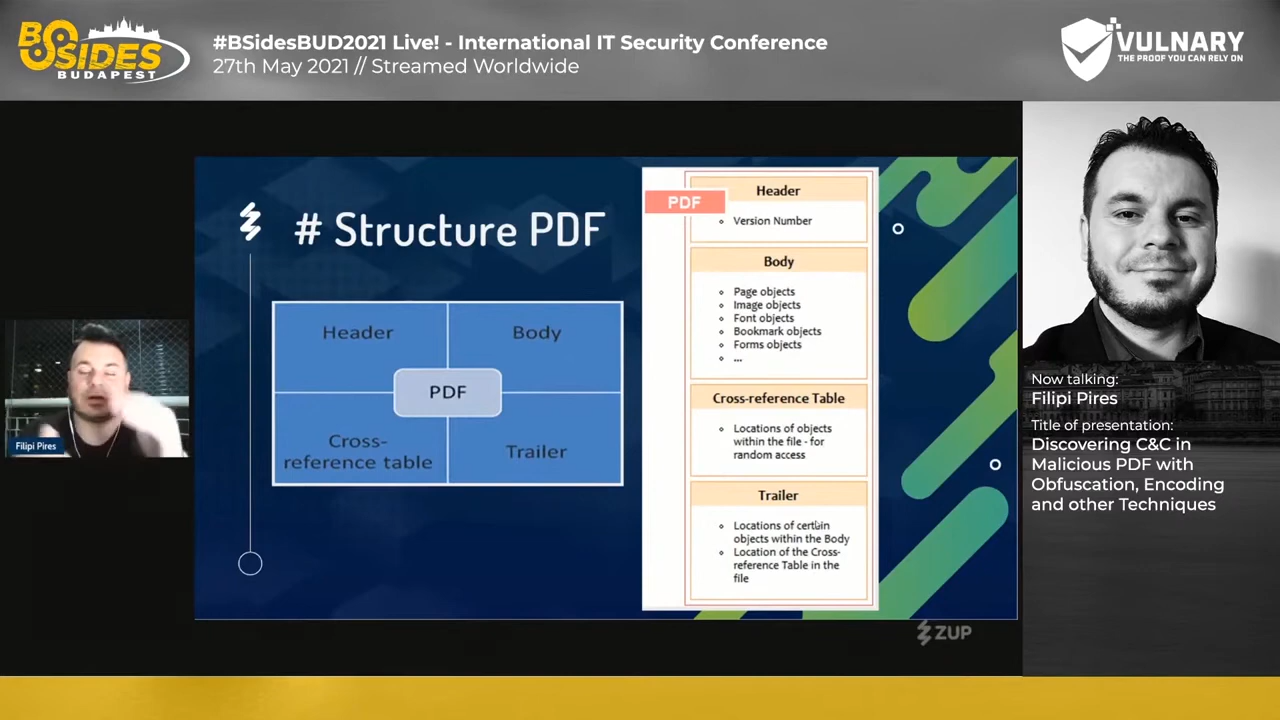 BSIDES
BUDAPEST
#BSidesBUD2021 Live! - International IT Security Conference
27th May 2021 // Streamed Worldwide
VULNARY
THE PROOF YOU CAN RELY ON
# Structure PDF
Header
Body
PDF
Cross-
reference table
Trailer
PDF
Header
Version Number
Body
Page objects
Image objects
Font objects
Bookmark objects
Forms objects
...
Cross-reference Table
Locations of objects
within the file - for
random access
Trailer
Locations of certain
objects within the Body
Location of the Cross-
reference Table in the
file
ZUP
Filipi Pires
Now talking:
Filipi Pires
Title of presentation:
Discovering C&C in
Malicious PDF with
Obfuscation, Encoding
and other Techniques